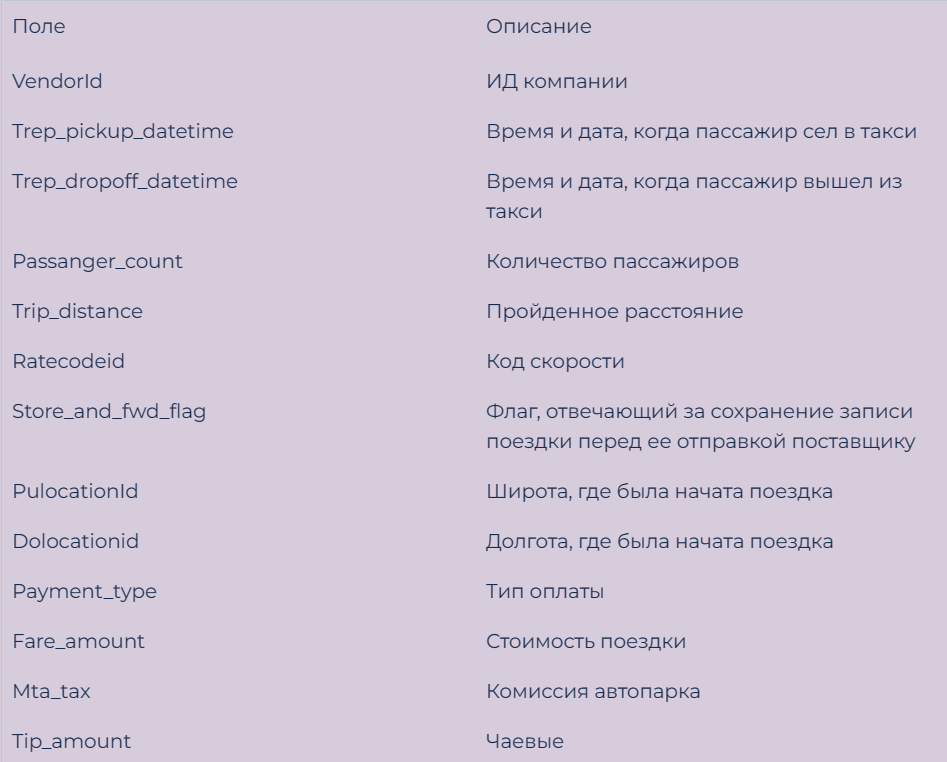 Поле Описание
VendorId ИД компании
Trep_pickup_datetime Время и дата, когда пассажир сел в такси
Trep_dropoff_datetime Время и дата, когда пассажир вышел из
такси
Passanger_count Количество пассажиров
Trip_distance Пройденное расстояние
Ratecodeid Код скорости
Store_and_fwd_flag Флаг, отвечающий за сохранение записи
поездки перед ее отправкой поставщику
PulocationId Широта, где была начата поездка
Dolocationid Долгота, где была начата поездка
Payment_type Тип оплаты
Fare_amount Стоимость поездки
Mta_tax Комиссия автопарка
Tip_amount Чаевые